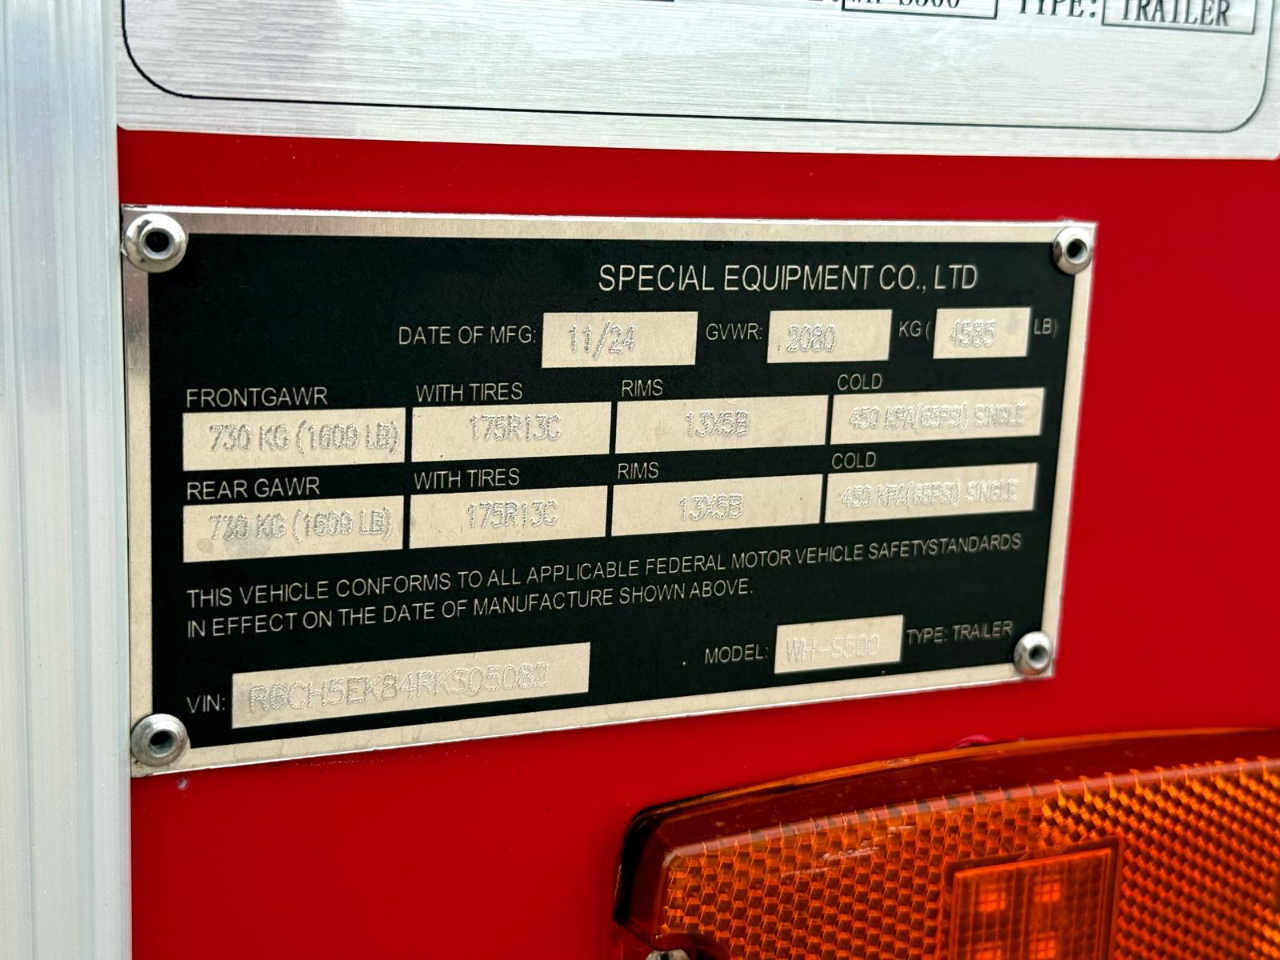 WH-S500 TYPE: TRAILER
SPECIAL EQUIPMENT CO., LTD
DATE OF MFG: 11/24 GVWR: 2080 KG ( 4585 LB)
FRONTGAWR WITH TIRES RIMS COLD
730 KG (1609 LB) 175R13C 13X5B 450 KPA(65PSI) SINGLE
REAR GAWR WITH TIRES RIMS COLD
730 KG (1609 LB) 175R13C 13X5B 450 KPA(65PSI) SINGLE
THIS VEHICLE CONFORMS TO ALL APPLICABLE FEDERAL MOTOR VEHICLE SAFETYSTANDARDS
IN EFFECT ON THE DATE OF MANUFACTURE SHOWN ABOVE.
MODEL: WH-S500 TYPE: TRAILER
VIN: R6CH5EK84RKS05082